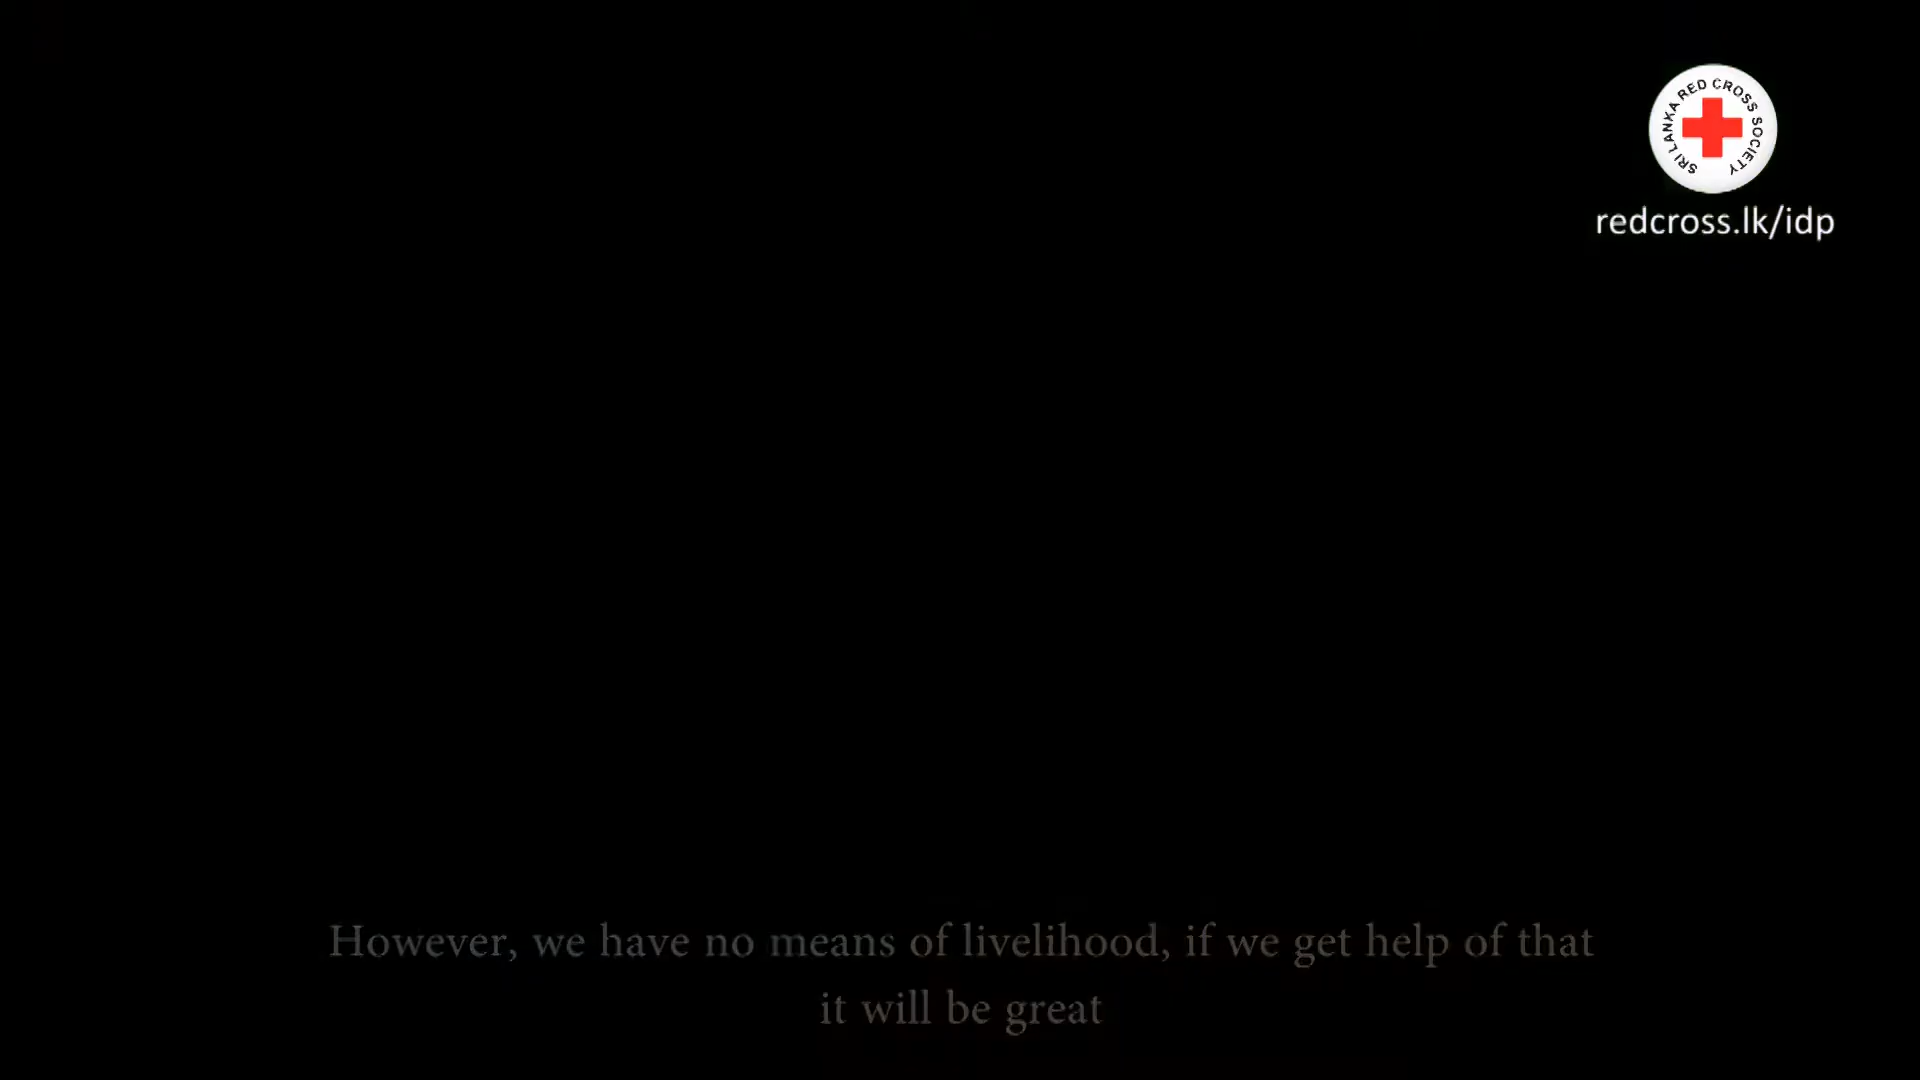 SRI LANKA RED CROSS SOCIETY
redcross.lk/idp
However, we have no means of livelihood, if we get help of that
it will be great